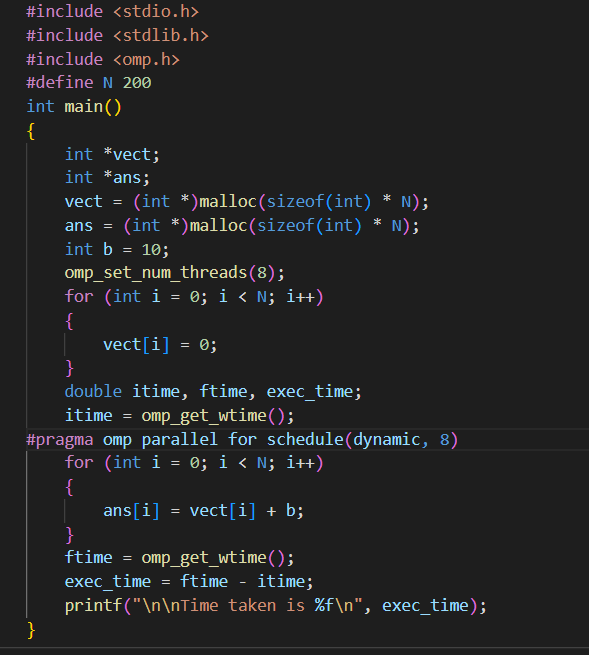 #include <stdio.h>
#include <stdlib.h>
#include <omp.h>
#define N 200
int main()
{
    int *vect;
    int *ans;
    vect = (int *)malloc(sizeof(int) * N);
    ans = (int *)malloc(sizeof(int) * N);
    int b = 10;
    omp_set_num_threads(8);
    for (int i = 0; i < N; i++)
    {
        vect[i] = 0;
    }
    double itime, ftime, exec_time;
    itime = omp_get_wtime();
#pragma omp parallel for schedule(dynamic, 8)
    for (int i = 0; i < N; i++)
    {
        ans[i] = vect[i] + b;
    }
    ftime = omp_get_wtime();
    exec_time = ftime - itime;
    printf("\n\nTime taken is %f\n", exec_time);
}